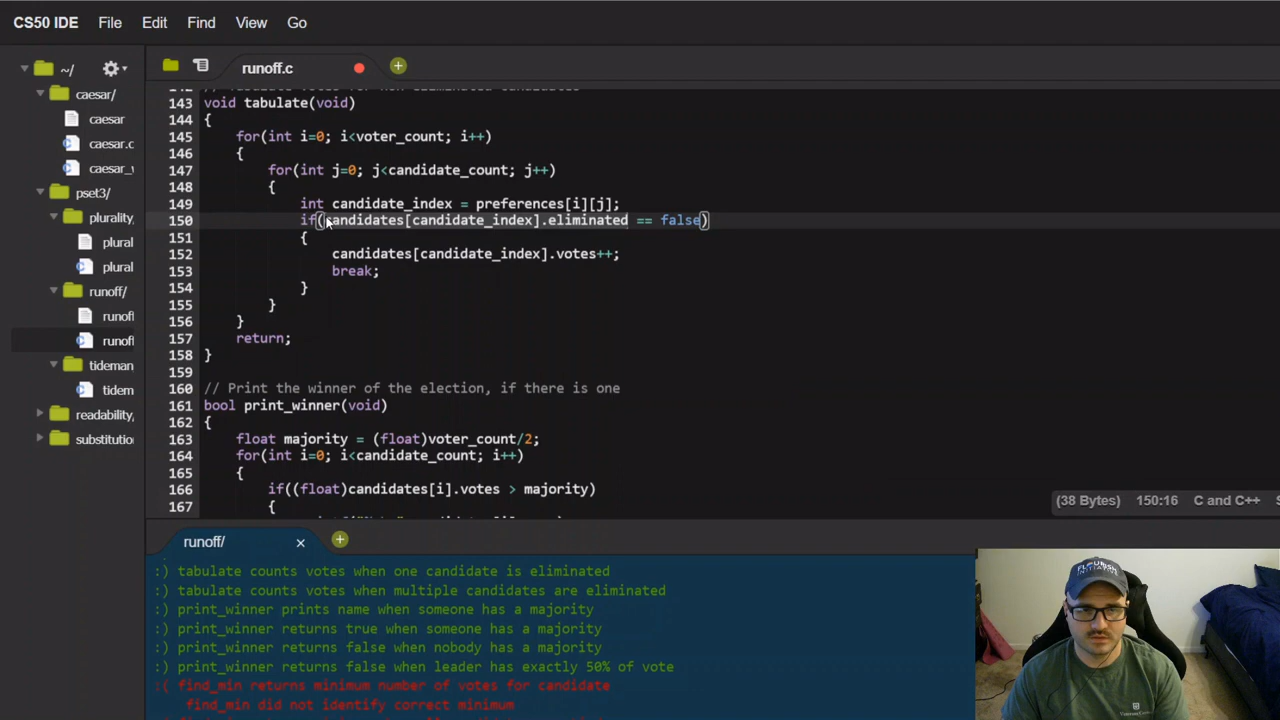 CS50 IDE File Edit Find View Go
~/
caesar/
caesar
caesar.c
caesar_v
pset3/
plurality,
plural
plural
runoff/
runof
runof
tideman
tidem
readability,
substitutio
runoff.c
143 void tabulate(void)
144 {
145 for(int i=0; i<voter_count; i++)
146 {
147 for(int j=0; j<candidate_count; j++)
148 {
149 int candidate_index = preferences[i][j];
150 if(candidates[candidate_index].eliminated == false)
151 {
152 candidates[candidate_index].votes++;
153 break;
154 }
155 }
156 }
157 return;
158 }
159
160 // Print the winner of the election, if there is one
161 bool print_winner(void)
162 {
163 float majority = (float)voter_count/2;
164 for(int i=0; i<candidate_count; i++)
165 {
166 if((float)candidates[i].votes > majority)
167 {
(38 Bytes) 150:16 C and C++
runoff/
:) tabulate counts votes when one candidate is eliminated
:) tabulate counts votes when multiple candidates are eliminated
:) print_winner prints name when someone has a majority
:) print_winner returns true when someone has a majority
:) print_winner returns false when nobody has a majority
:) print_winner returns false when leader has exactly 50% of vote
:( find_min returns minimum number of votes for candidate
find_min did not identify correct minimum
FLOURISH
INITIATIVE